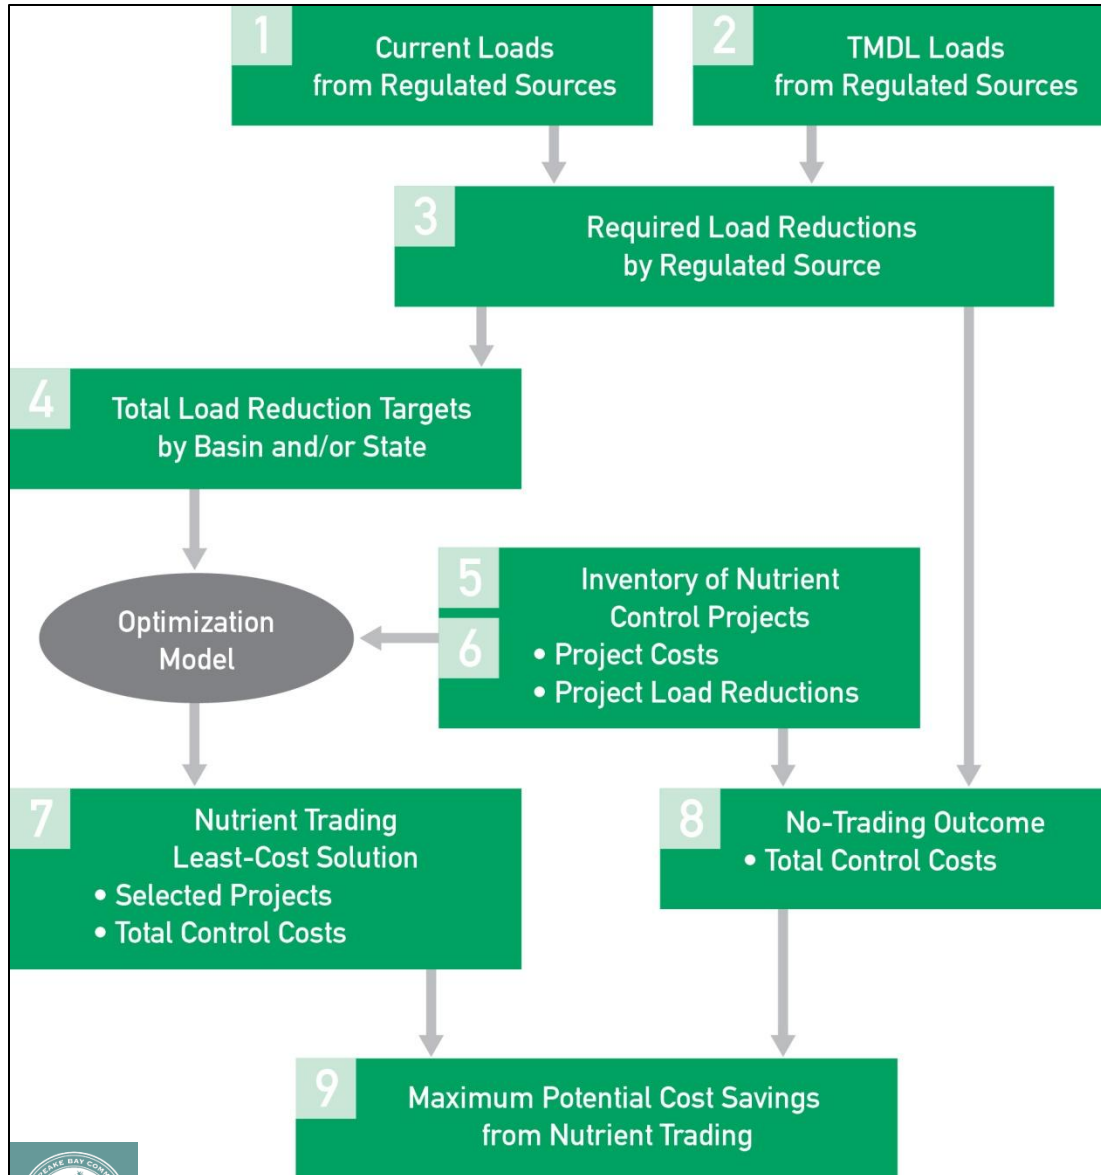 1
Current Loads
from Regulated Sources
2
TMDL Loads
from Regulated Sources
3
Required Load Reductions
by Regulated Source
4
Total Load Reduction Targets
by Basin and/or State
Optimization
Model
5
6
Inventory of Nutrient
Control Projects
• Project Costs
• Project Load Reductions
7
Nutrient Trading
Least-Cost Solution
• Selected Projects
• Total Control Costs
8
No-Trading Outcome
• Total Control Costs
9
Maximum Potential Cost Savings
from Nutrient Trading
BAY